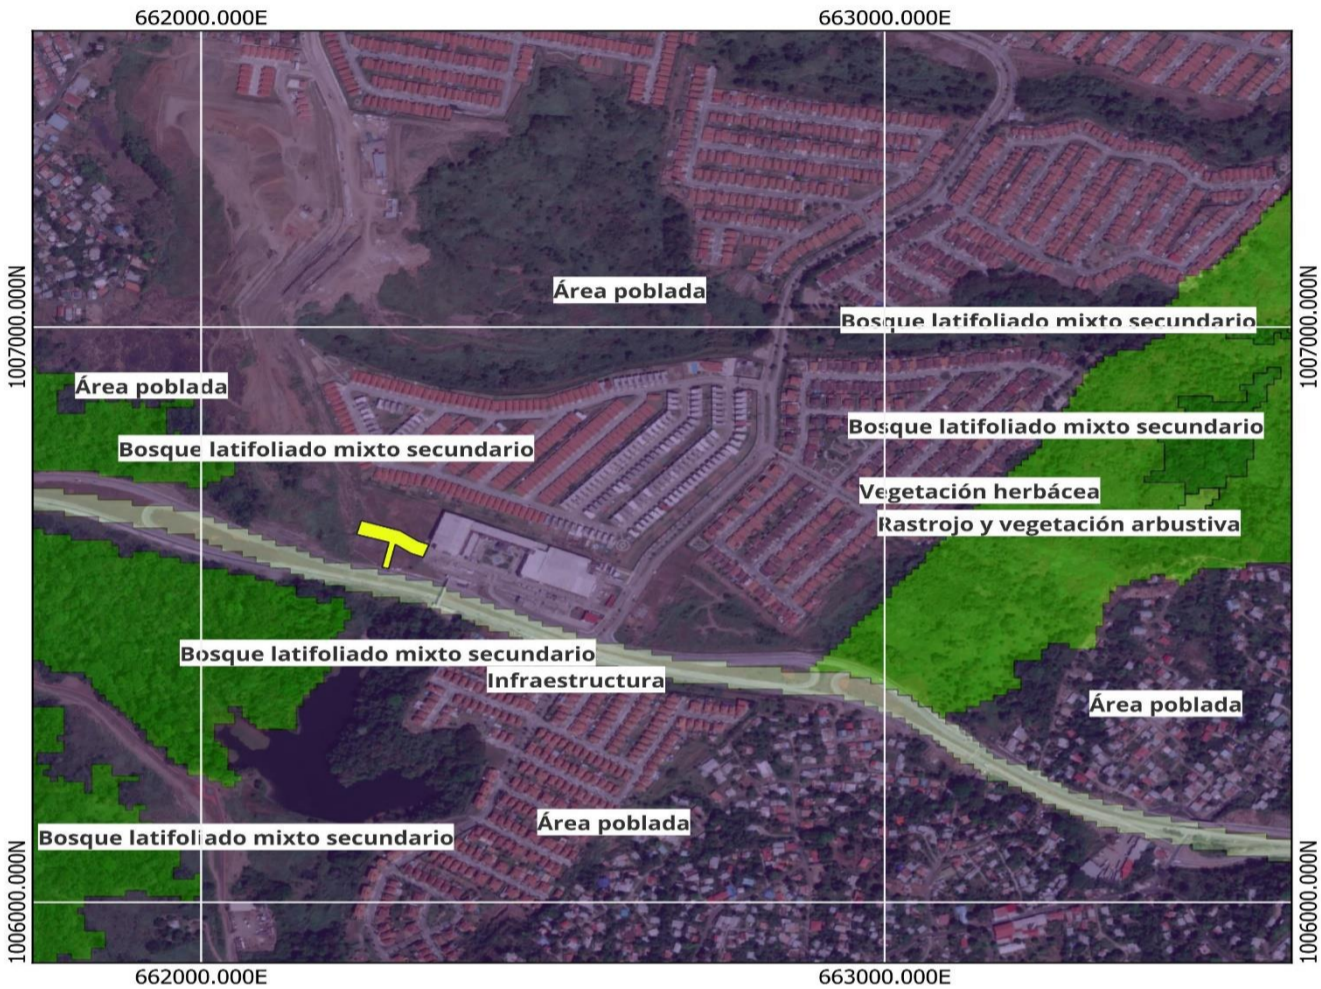 662000.000E
663000.000E
1007000.000N
1007000.000N
Área poblada
Bosque latifoliado mixto secundario
Área poblada
Bosque latifoliado mixto secundario
Bosque latifoliado mixto secundario
Vegetación herbácea
Rastrojo y vegetación arbustiva
Bosque latifoliado mixto secundario
Infraestructura
Área poblada
Área poblada
Bosque latifoliado mixto secundario
1006000.000N
1006000.000N
662000.000E
663000.000E